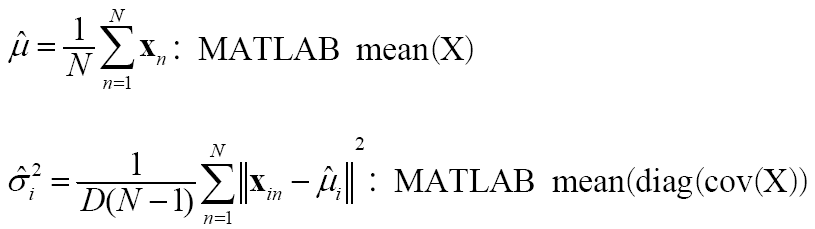 μ̂ = 1/N ∑_{n=1}^{N} x_n : MATLAB mean(X)
σ̂_i^2 = 1/(D(N−1)) ∑_{n=1}^{N} ‖x_{in} − μ̂_i‖^2 : MATLAB mean(diag(cov(X))